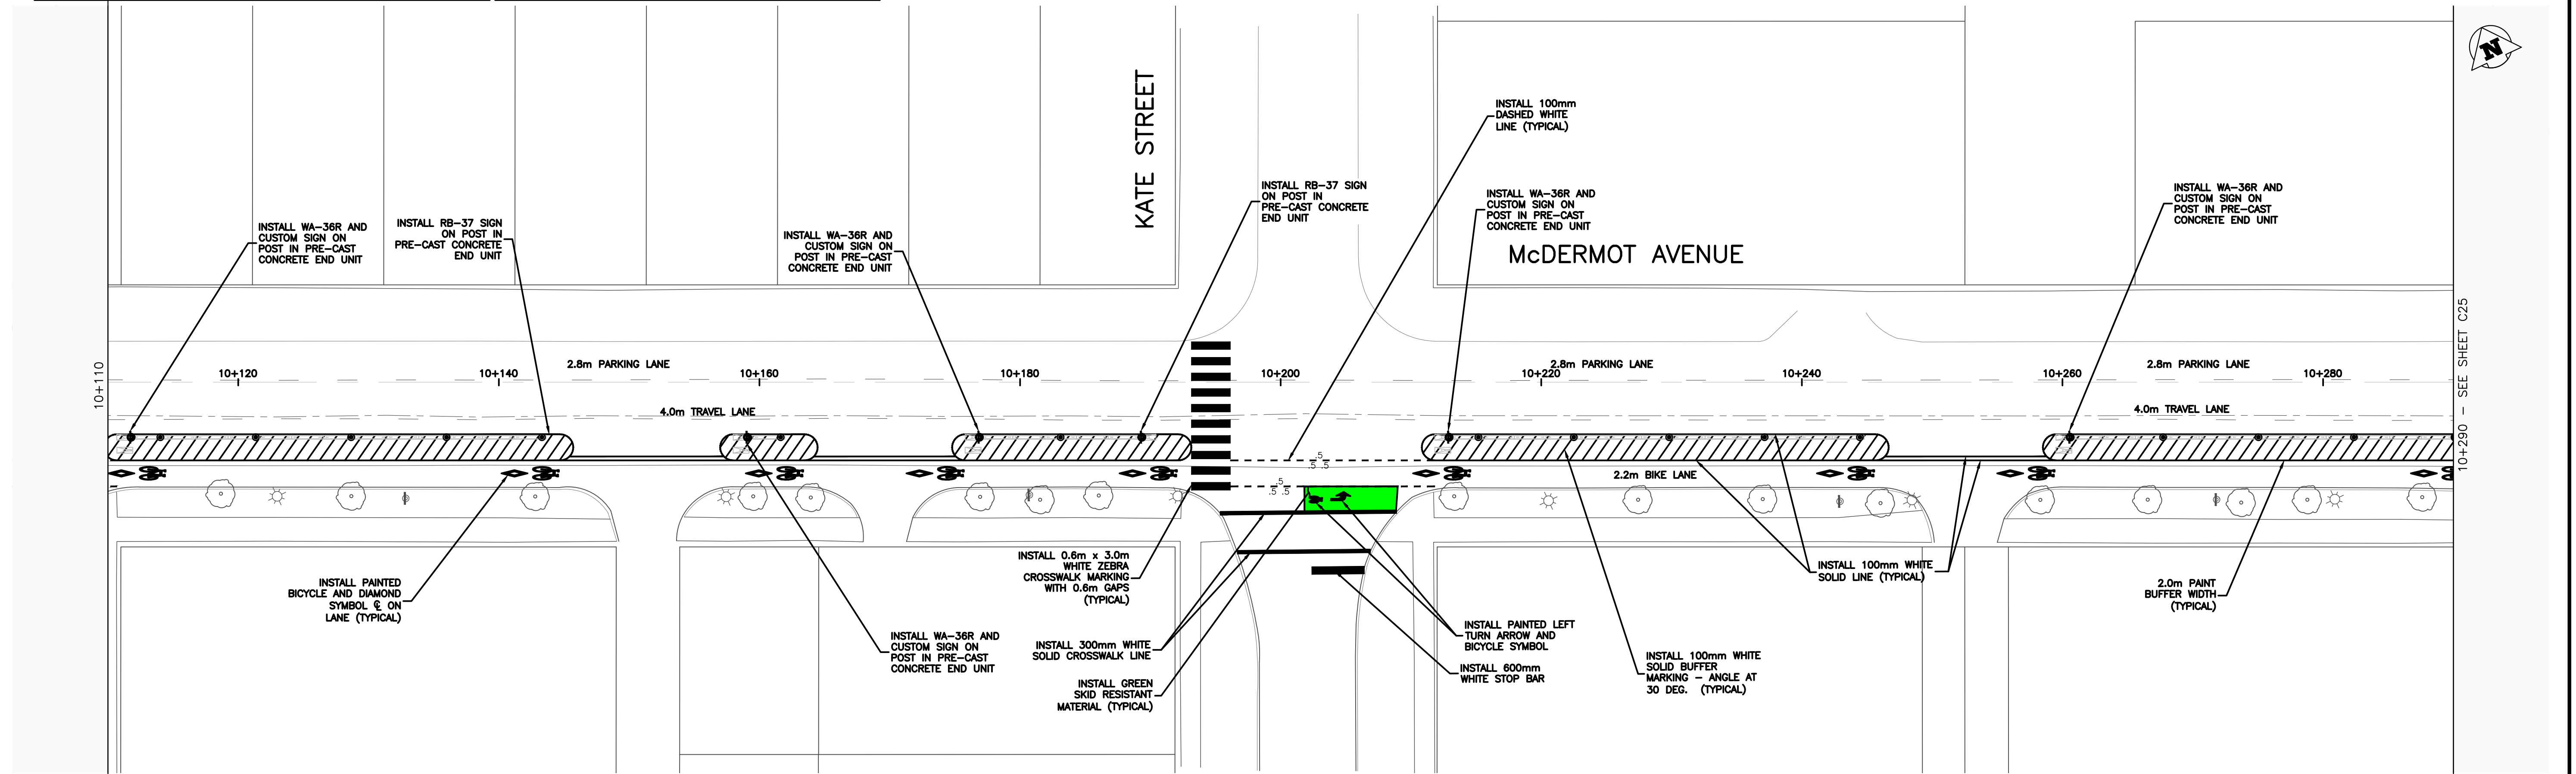 N
KATE STREET
INSTALL 100mm
DASHED WHITE
LINE (TYPICAL)
INSTALL RB-37 SIGN
ON POST IN
PRE-CAST CONCRETE
END UNIT
INSTALL WA-36R AND
CUSTOM SIGN ON
POST IN PRE-CAST
CONCRETE END UNIT
INSTALL WA-36R AND
CUSTOM SIGN ON
POST IN PRE-CAST
CONCRETE END UNIT
INSTALL WA-36R AND
CUSTOM SIGN ON
POST IN PRE-CAST
CONCRETE END UNIT
INSTALL RB-37 SIGN
ON POST IN
PRE-CAST CONCRETE
END UNIT
INSTALL WA-36R AND
CUSTOM SIGN ON
POST IN PRE-CAST
CONCRETE END UNIT
McDERMOT AVENUE
10+110
10+290 - SEE SHEET C25
2.8m PARKING LANE
2.8m PARKING LANE
2.8m PARKING LANE
10+120
10+140
10+160
10+180
10+200
10+220
10+240
10+260
10+280
4.0m TRAVEL LANE
4.0m TRAVEL LANE
.5
.5 .5
2.2m BIKE LANE
.5
.5 .5
INSTALL PAINTED
BICYCLE AND DIAMOND
SYMBOL ℄ ON
LANE (TYPICAL)
INSTALL 0.6m x 3.0m
WHITE ZEBRA
CROSSWALK MARKING
WITH 0.6m GAPS
(TYPICAL)
INSTALL 100mm WHITE
SOLID LINE (TYPICAL)
2.0m PAINT
BUFFER WIDTH
(TYPICAL)
INSTALL WA-36R AND
CUSTOM SIGN ON
POST IN PRE-CAST
CONCRETE END UNIT
INSTALL 300mm WHITE
SOLID CROSSWALK LINE
INSTALL PAINTED LEFT
TURN ARROW AND
BICYCLE SYMBOL
INSTALL 600mm
WHITE STOP BAR
INSTALL 100mm WHITE
SOLID BUFFER
MARKING - ANGLE AT
30 DEG. (TYPICAL)
INSTALL GREEN
SKID RESISTANT
MATERIAL (TYPICAL)